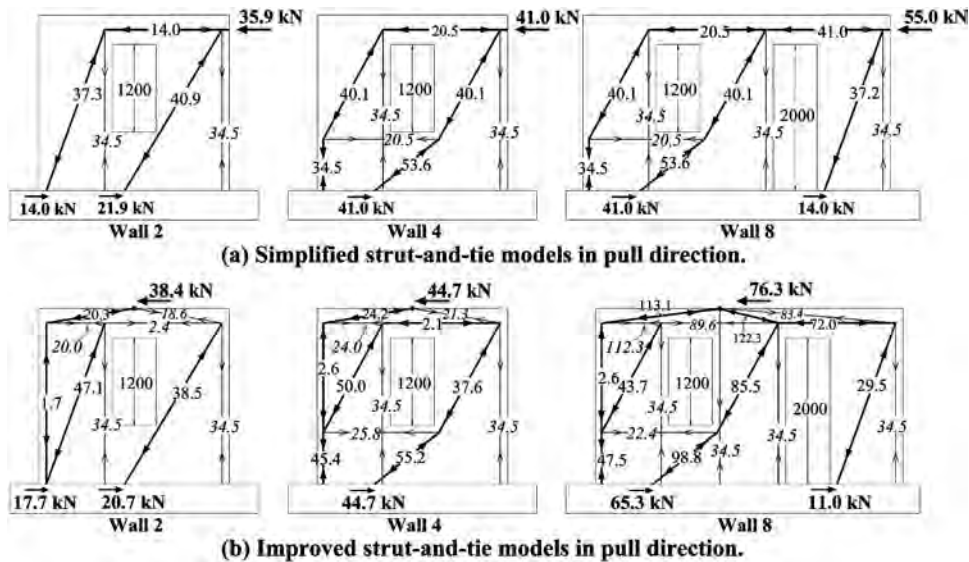 35.9 kN
14.0
37.3
1200
40.9
34.5
34.5
14.0 kN
21.9 kN
Wall 2
41.0 kN
20.5
40.1
1200
40.1
34.5
20.5
34.5
34.5
53.6
41.0 kN
Wall 4
55.0 kN
20.5
41.0
40.1
1200
40.1
37.2
34.5
2000
34.5
34.5
20.5
34.5
53.6
41.0 kN
14.0 kN
Wall 8
(a) Simplified strut-and-tie models in pull direction.
38.4 kN
20.3
78.6
2.4
20.0
47.1
1200
38.5
.7
34.5
34.5
17.7 kN
20.7 kN
Wall 2
44.7 kN
24.2
21.3
2.1
24.0
2.6
50.0
1200
37.6
34.5
34.5
25.8
45.4
55.2
44.7 kN
Wall 4
76.3 kN
113.1
83.4
89.6
72.0
122.3
112.3
2.6
43.7
1200
85.5
29.5
34.5
2000
34.5
34.5
22.4
34.5
47.5
98.8
65.3 kN
11.0 kN
Wall 8
(b) Improved strut-and-tie models in pull direction.